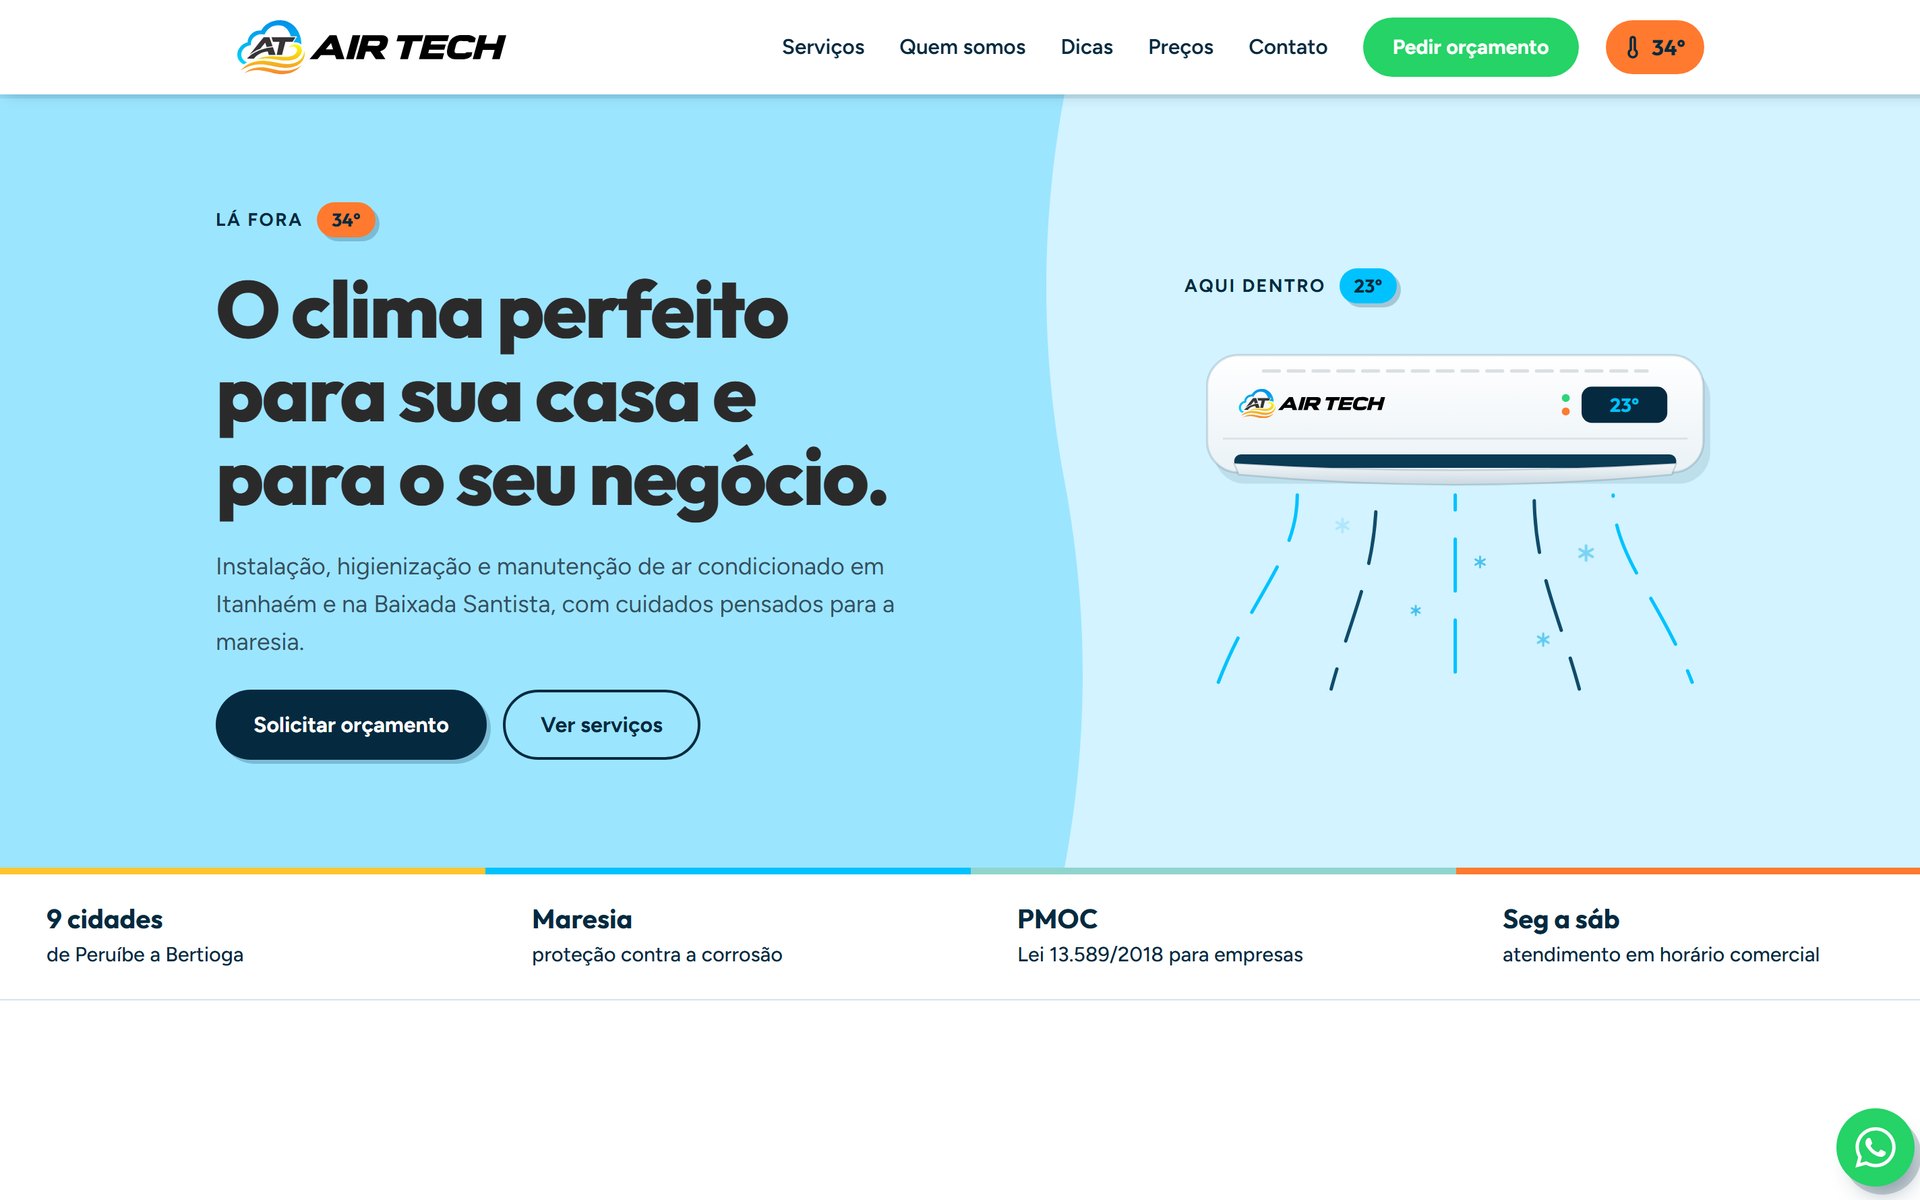 AT AIR TECH
Serviços
Quem somos
Dicas
Preços
Contato
Pedir orçamento
34°
LÁ FORA 34°
O clima perfeito
para sua casa e
para o seu negócio.
Instalação, higienização e manutenção de ar condicionado em
Itanhaém e na Baixada Santista, com cuidados pensados para a
maresia.
Solicitar orçamento
Ver serviços
AQUI DENTRO 23°
AT AIR TECH
23°
9 cidades
de Peruíbe a Bertioga
Maresia
proteção contra a corrosão
PMOC
Lei 13.589/2018 para empresas
Seg a sáb
atendimento em horário comercial